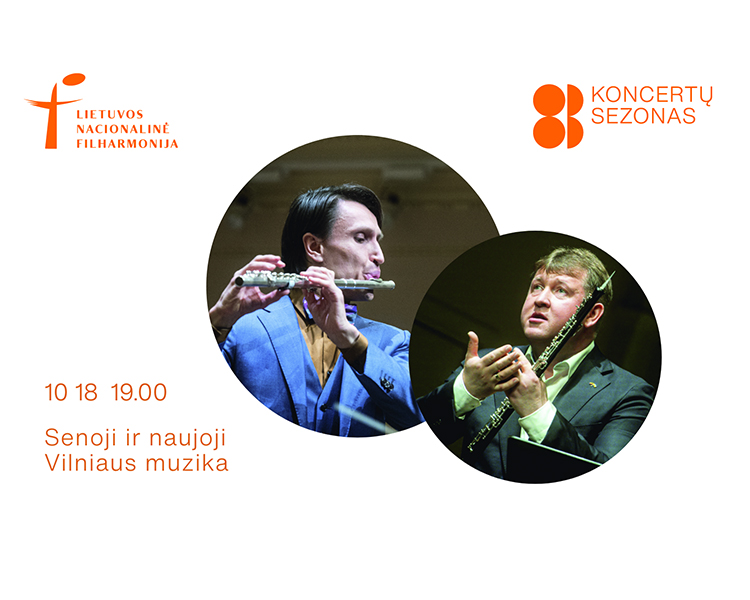 LIETUVOS
NACIONALINĖ
FILHARMONIJA
KONCERTŲ
SEZONAS
10 18 19.00
Senoji ir naujoji
Vilniaus muzika